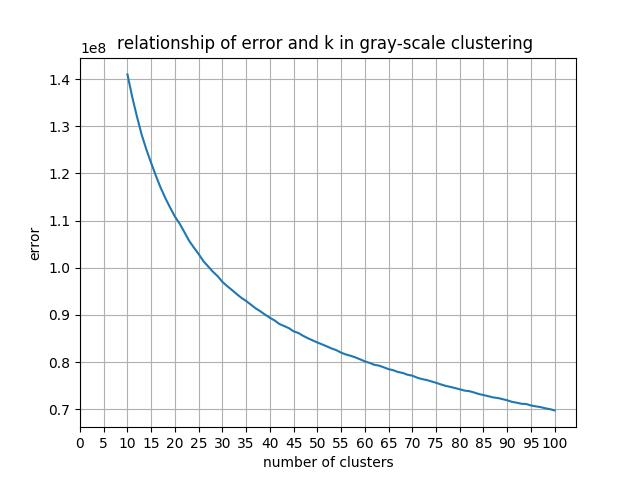 relationship of error and k in gray-scale clustering
1e8
1.4
1.3
1.2
1.1
1.0
0.9
0.8
0.7
error
0 5 10 15 20 25 30 35 40 45 50 55 60 65 70 75 80 85 90 95 100
number of clusters